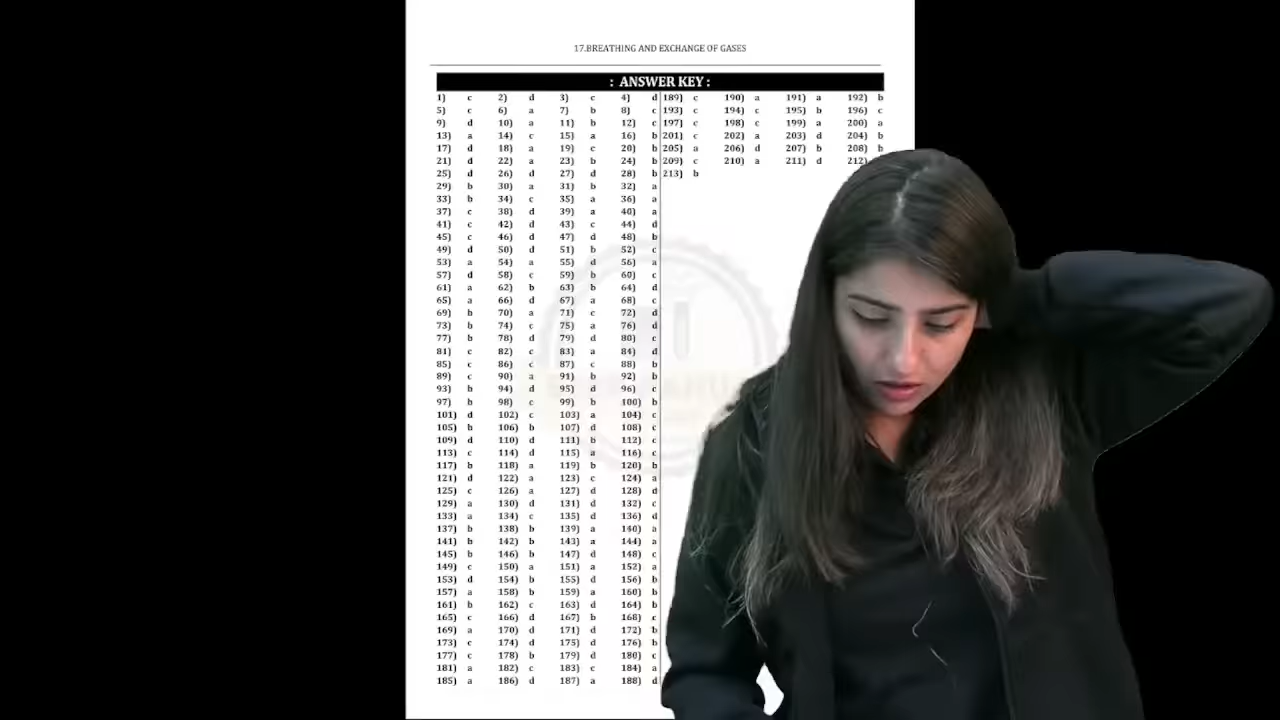 17.BREATHING AND EXCHANGE OF GASES
: ANSWER KEY :
1) c 2) d 3) c 4) d
5) c 6) a 7) b 8) c
9) d 10) a 11) b 12) c
13) a 14) c 15) a 16) b
17) d 18) a 19) c 20) b
21) d 22) a 23) b 24) b
25) d 26) d 27) d 28) b
29) b 30) a 31) b 32) a
33) b 34) c 35) a 36) a
37) c 38) d 39) a 40) a
41) c 42) d 43) c 44) d
45) c 46) d 47) d 48) b
49) d 50) d 51) b 52) c
53) a 54) a 55) d 56) a
57) d 58) c 59) b 60) c
61) a 62) b 63) b 64) d
65) a 66) d 67) a 68) c
69) b 70) a 71) c 72) d
73) b 74) c 75) a 76) d
77) b 78) d 79) d 80) c
81) c 82) c 83) a 84) d
85) c 86) c 87) c 88) b
89) c 90) a 91) b 92) b
93) b 94) d 95) d 96) c
97) b 98) c 99) b 100) b
101) d 102) c 103) a 104) c
105) b 106) b 107) d 108) c
109) d 110) d 111) b 112) c
113) c 114) d 115) a 116) c
117) b 118) a 119) b 120) b
121) d 122) a 123) c 124) a
125) c 126) a 127) d 128) d
129) a 130) d 131) d 132) c
133) a 134) c 135) d 136) d
137) b 138) b 139) a 140) a
141) b 142) b 143) a 144) a
145) b 146) b 147) d 148) c
149) c 150) a 151) a 152) a
153) d 154) b 155) d 156) b
157) a 158) b 159) a 160) b
161) b 162) c 163) d 164) b
165) c 166) d 167) b 168) c
169) a 170) d 171) d 172) b
173) c 174) d 175) d 176) b
177) c 178) b 179) d 180) c
181) a 182) c 183) c 184) a
185) a 186) d 187) a 188) d
189) c 190) a 191) a 192) b
193) c 194) c 195) b 196) c
197) c 198) c 199) a 200) a
201) c 202) a 203) d 204) b
205) a 206) d 207) b 208) b
209) c 210) a 211) d 212)
213) b